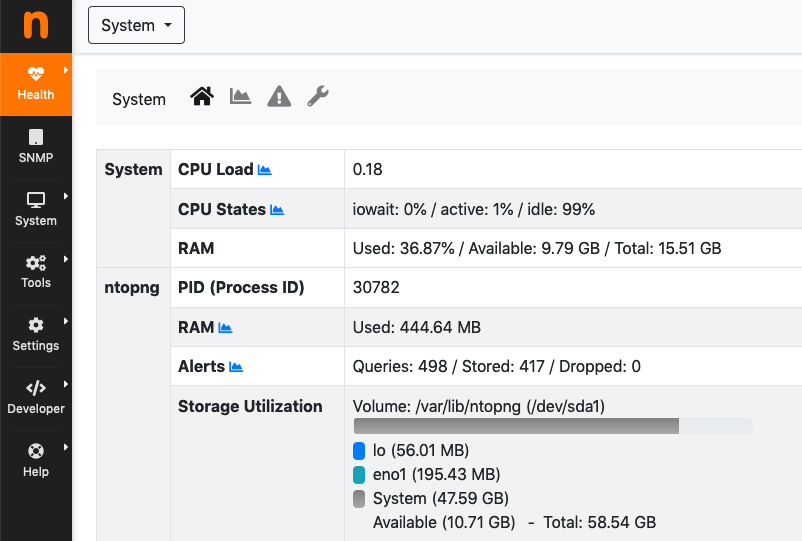 n
System
Health
SNMP
System
Tools
Settings
Developer
Help
System
System
CPU Load
0.18
CPU States
iowait: 0% / active: 1% / idle: 99%
RAM
Used: 36.87% / Available: 9.79 GB / Total: 15.51 GB
ntopng
PID (Process ID)
30782
RAM
Used: 444.64 MB
Alerts
Queries: 498 / Stored: 417 / Dropped: 0
Storage Utilization
Volume: /var/lib/ntopng (/dev/sda1)
lo (56.01 MB)
eno1 (195.43 MB)
System (47.59 GB)
Available (10.71 GB) - Total: 58.54 GB